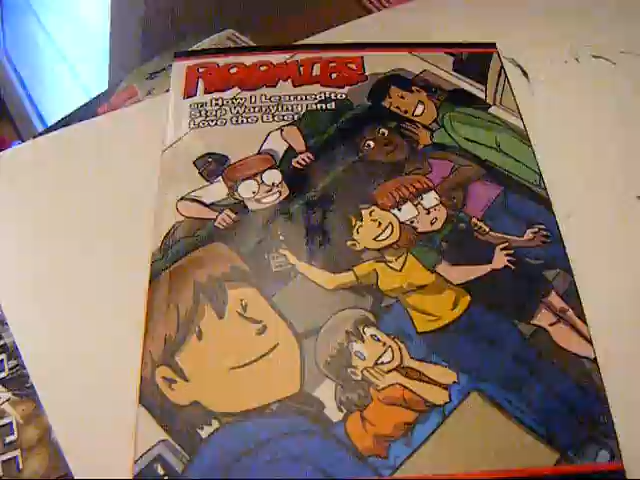 ROOMIES!
or: How I Learned to
Stop Worrying and
Love the Beer